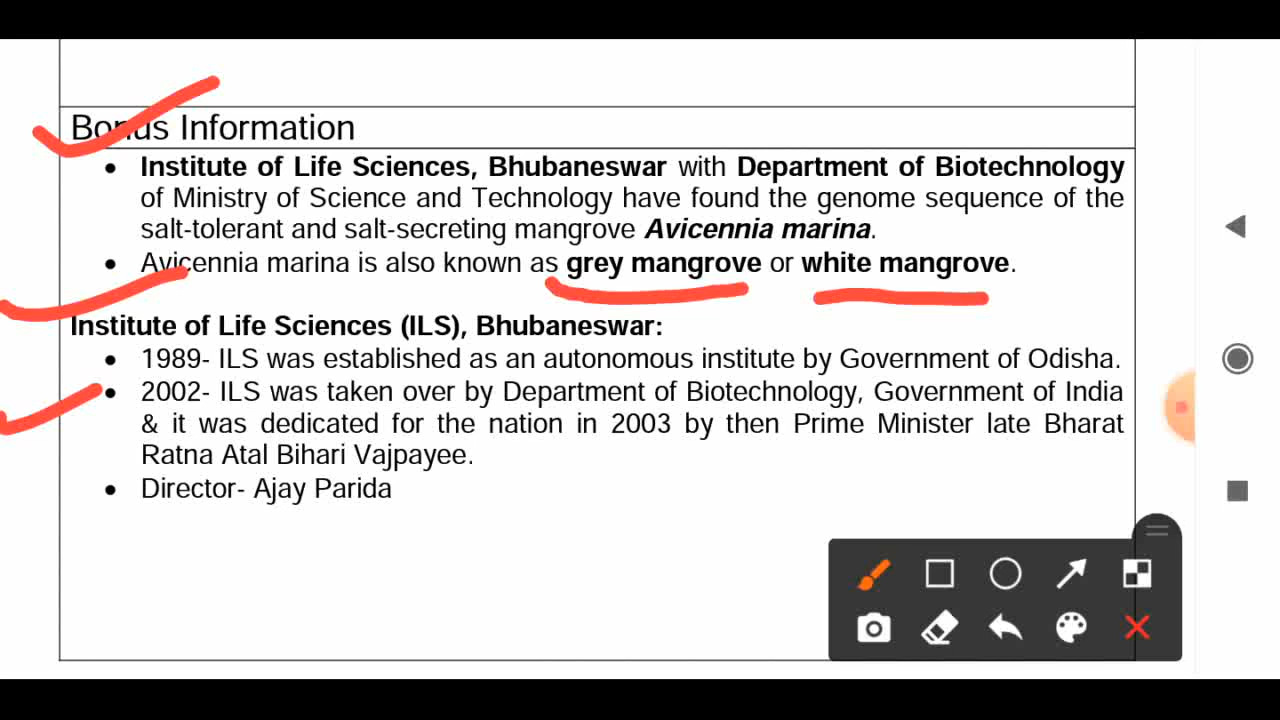 Bonus Information
• Institute of Life Sciences, Bhubaneswar with Department of Biotechnology
of Ministry of Science and Technology have found the genome sequence of the
salt-tolerant and salt-secreting mangrove Avicennia marina.
• Avicennia marina is also known as grey mangrove or white mangrove.
Institute of Life Sciences (ILS), Bhubaneswar:
• 1989- ILS was established as an autonomous institute by Government of Odisha.
• 2002- ILS was taken over by Department of Biotechnology, Government of India
& it was dedicated for the nation in 2003 by then Prime Minister late Bharat
Ratna Atal Bihari Vajpayee.
• Director- Ajay Parida